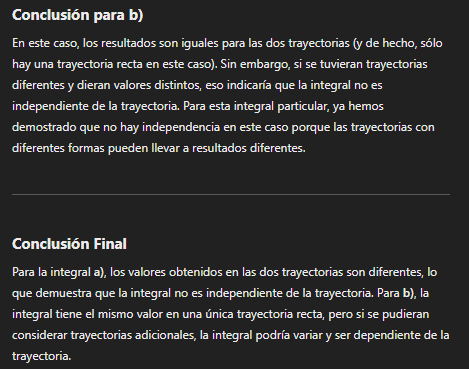 Conclusión para b)
En este caso, los resultados son iguales para las dos trayectorias (y de hecho, sólo
hay una trayectoria recta en este caso). Sin embargo, si se tuvieran trayectorias
diferentes y dieran valores distintos, eso indicaría que la integral no es
independiente de la trayectoria. Para esta integral particular, ya hemos
demostrado que no hay independencia en este caso porque las trayectorias con
diferentes formas pueden llevar a resultados diferentes.
Conclusión Final
Para la integral a), los valores obtenidos en las dos trayectorias son diferentes, lo
que demuestra que la integral no es independiente de la trayectoria. Para b), la
integral tiene el mismo valor en una única trayectoria recta, pero si se pudieran
considerar trayectorias adicionales, la integral podría variar y ser dependiente de la
trayectoria.